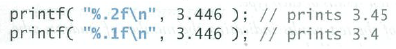 printf( "%.2f\n", 3.446 ); // prints 3.45
printf( "%.1f\n", 3.446 ); // prints 3.4